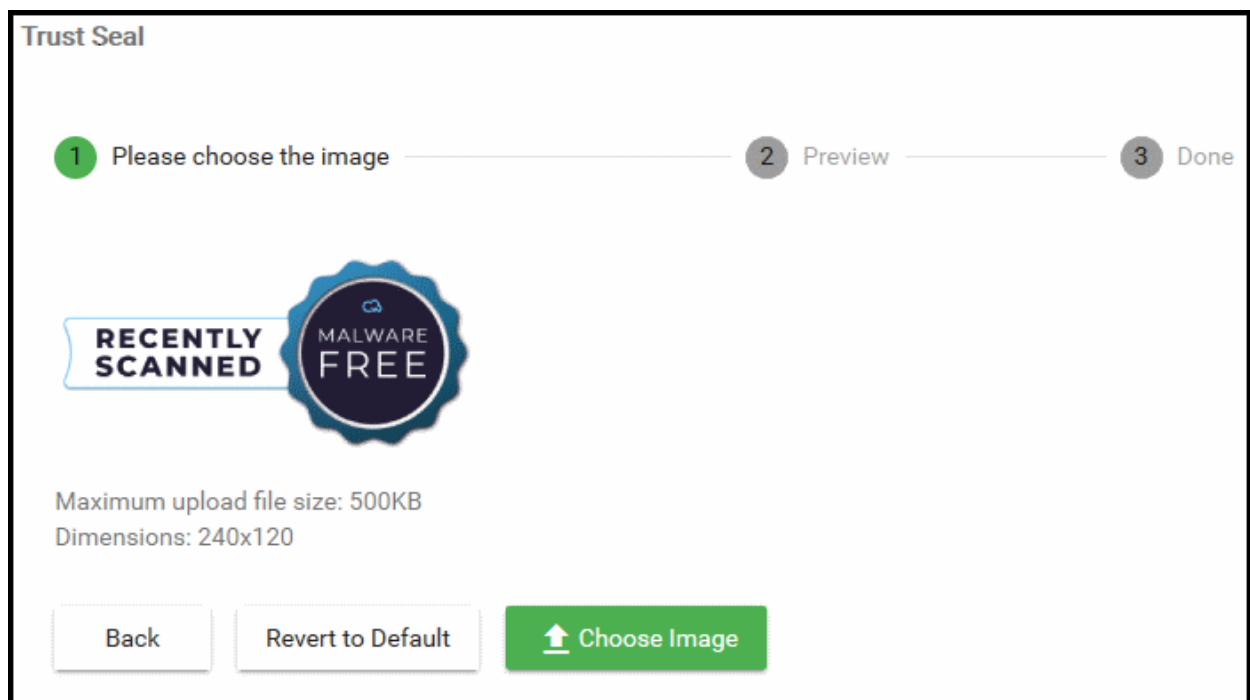 Trust Seal
1 Please choose the image 2 Preview 3 Done
RECENTLY
SCANNED
MALWARE
FREE
Maximum upload file size: 500KB
Dimensions: 240x120
Back Revert to Default Choose Image